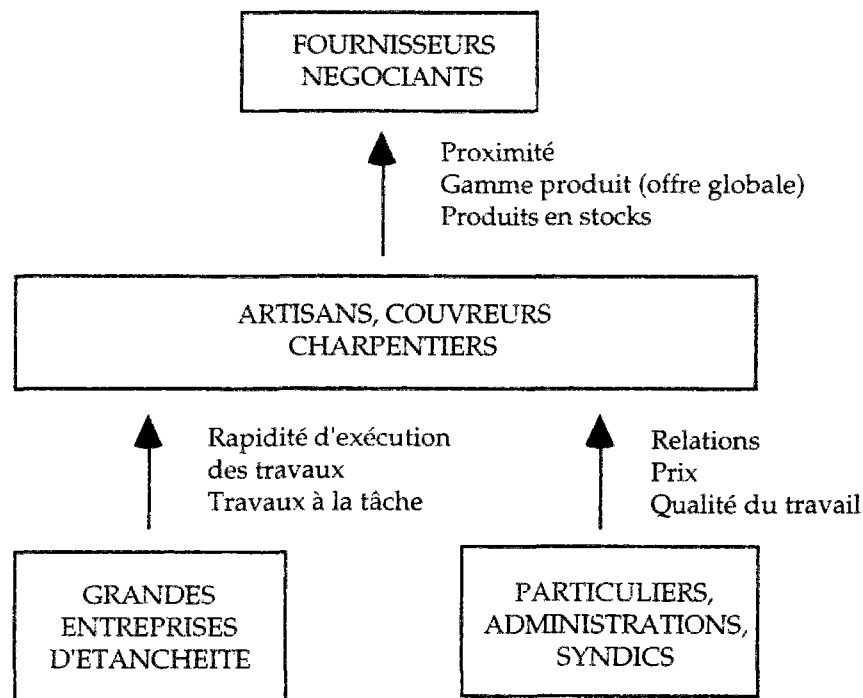 FOURNISSEURS
NEGOCIANTS
Proximité
Gamme produit (offre globale)
Produits en stocks
ARTISANS, COUVREURS
CHARPENTIERS
Rapidité d'exécution
des travaux
Travaux à la tâche
Relations
Prix
Qualité du travail
GRANDES
ENTREPRISES
D'ETANCHEITE
PARTICULIERS,
ADMINISTRATIONS,
SYNDICS